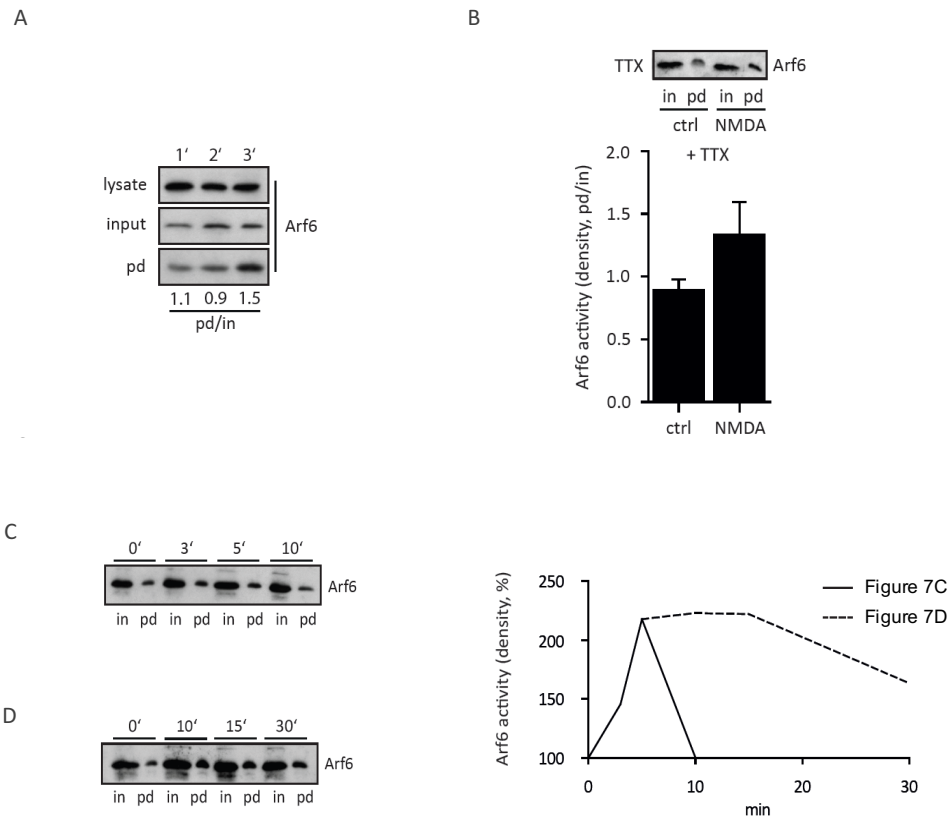 A
1‘ 2‘ 3‘
lysate
input
pd
Arf6
1.1 0.9 1.5
pd/in
B
TTX
Arf6
in pd in pd
ctrl NMDA
+ TTX
Arf6 activity (density, pd/in)
2.0
1.5
1.0
0.5
0.0
ctrl NMDA
C
0‘ 3‘ 5‘ 10‘
Arf6
in pd in pd in pd in pd
D
0‘ 10‘ 15‘ 30‘
Arf6
in pd in pd in pd in pd
Arf6 activity (density, %)
250
200
150
100
Figure 7C
Figure 7D
0 10 20 30
min